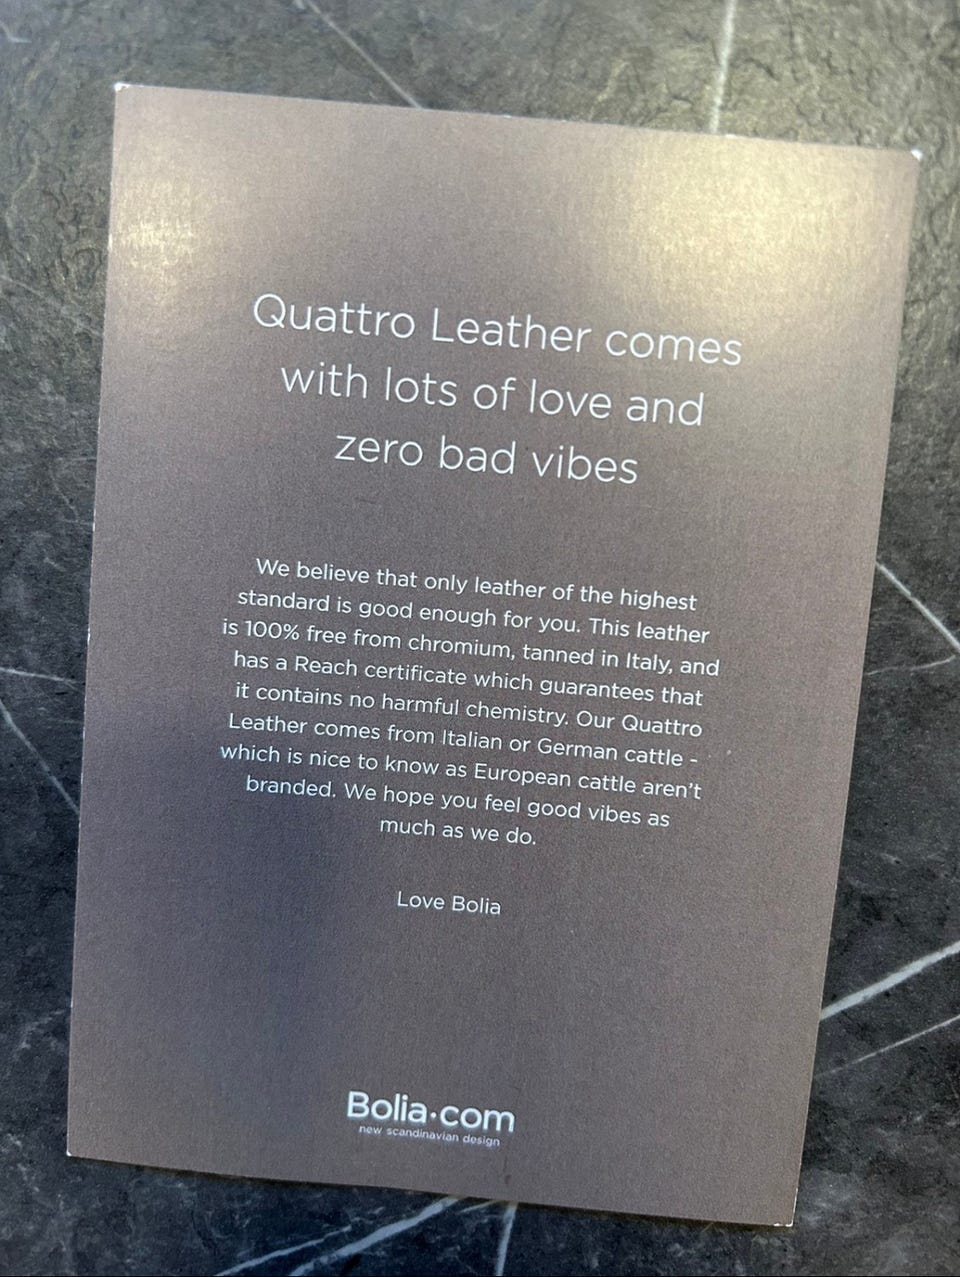 Quattro Leather comes
with lots of love and
zero bad vibes
We believe that only leather of the highest
standard is good enough for you. This leather
is 100% free from chromium, tanned in Italy, and
has a Reach certificate which guarantees that
it contains no harmful chemistry. Our Quattro
Leather comes from Italian or German cattle -
which is nice to know as European cattle aren't
branded. We hope you feel good vibes as
much as we do.
Love Bolia
Bolia·com
new scandinavian design